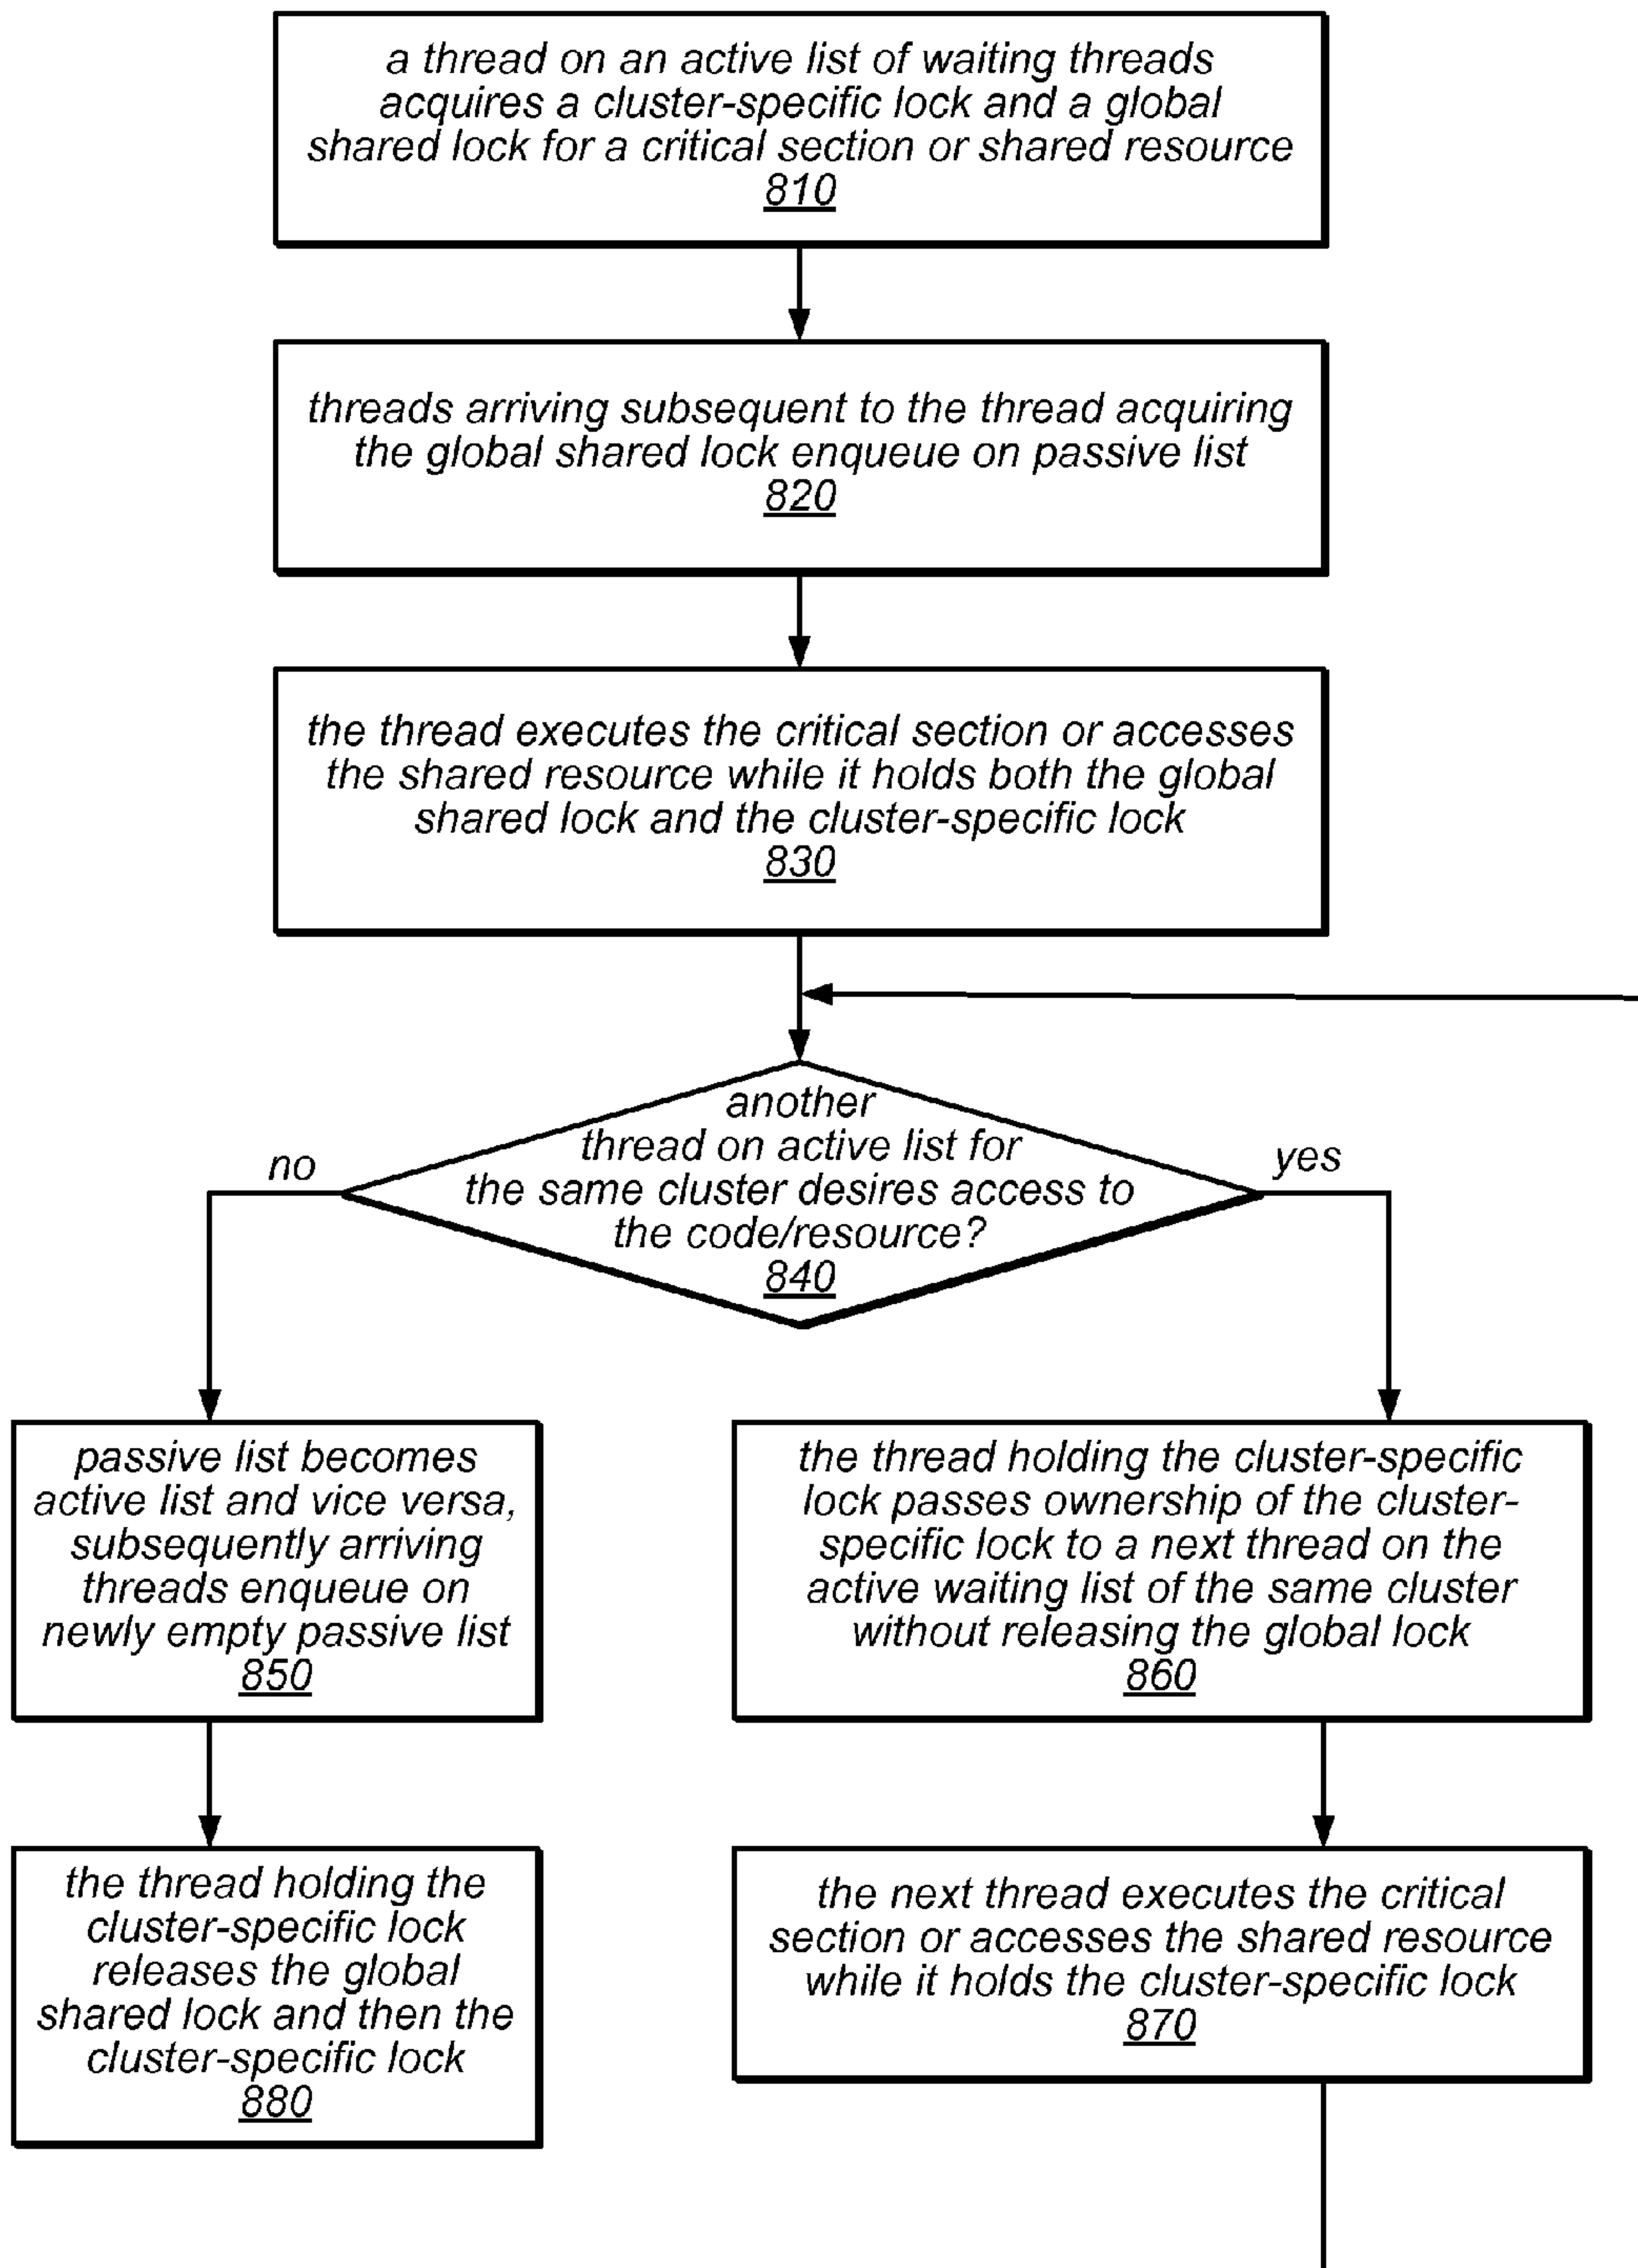 a thread on an active list of waiting threads
acquires a cluster-specific lock and a global
shared lock for a critical section or shared resource
810
threads arriving subsequent to the thread acquiring
the global shared lock enqueue on passive list
820
the thread executes the critical section or accesses
the shared resource while it holds both the global
shared lock and the cluster-specific lock
830
another
thread on active list for
the same cluster desires access to
the code/resource?
840
no
yes
passive list becomes
active list and vice versa,
subsequently arriving
threads enqueue on
newly empty passive list
850
the thread holding the cluster-specific
lock passes ownership of the cluster-
specific lock to a next thread on the
active waiting list of the same cluster
without releasing the global lock
860
the thread holding the
cluster-specific lock
releases the global
shared lock and then the
cluster-specific lock
880
the next thread executes the critical
section or accesses the shared resource
while it holds the cluster-specific lock
870